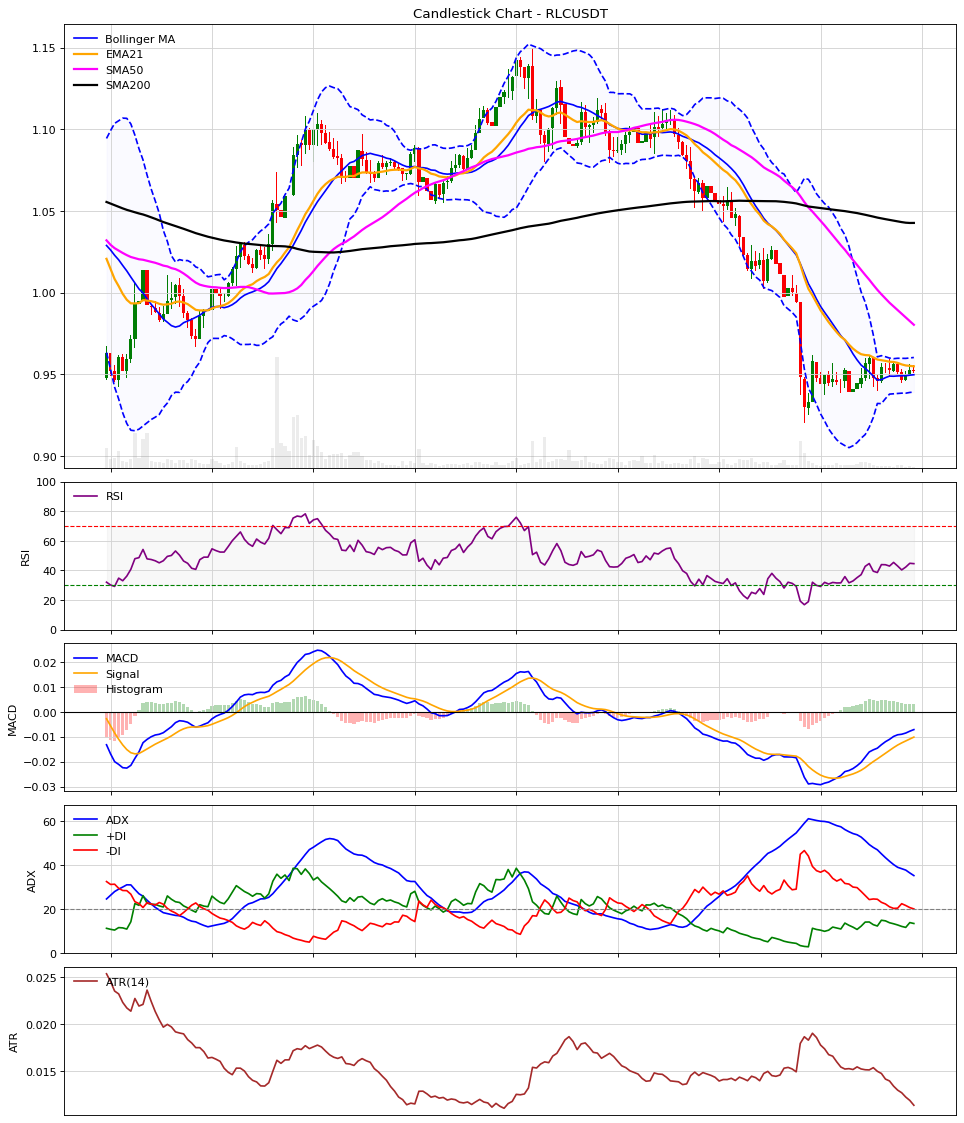 Candlestick Chart - RLCUSDT
Bollinger MA
EMA21
SMA50
SMA200
1.15
1.10
1.05
1.00
0.95
0.90
RSI
RSI
100
80
60
40
20
0
MACD
Signal
Histogram
MACD
0.02
0.01
0.00
−0.01
−0.02
−0.03
ADX
+DI
-DI
ADX
60
40
20
0
ATR(14)
ATR
0.025
0.020
0.015